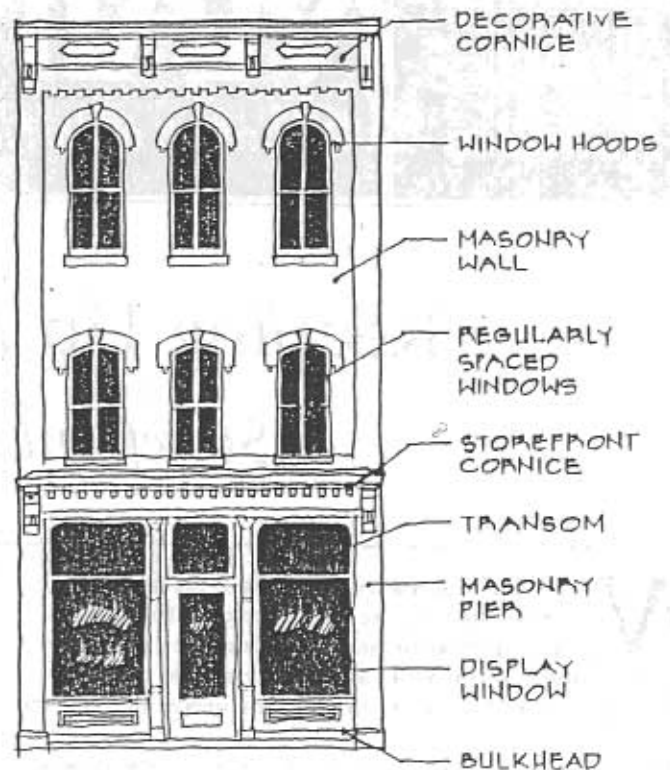 DECORATIVE
CORNICE
WINDOW HOODS
MASONRY
WALL
REGULARLY
SPACED
WINDOWS
STOREFRONT
CORNICE
TRANSOM
MASONRY
PIER
DISPLAY
WINDOW
BULKHEAD